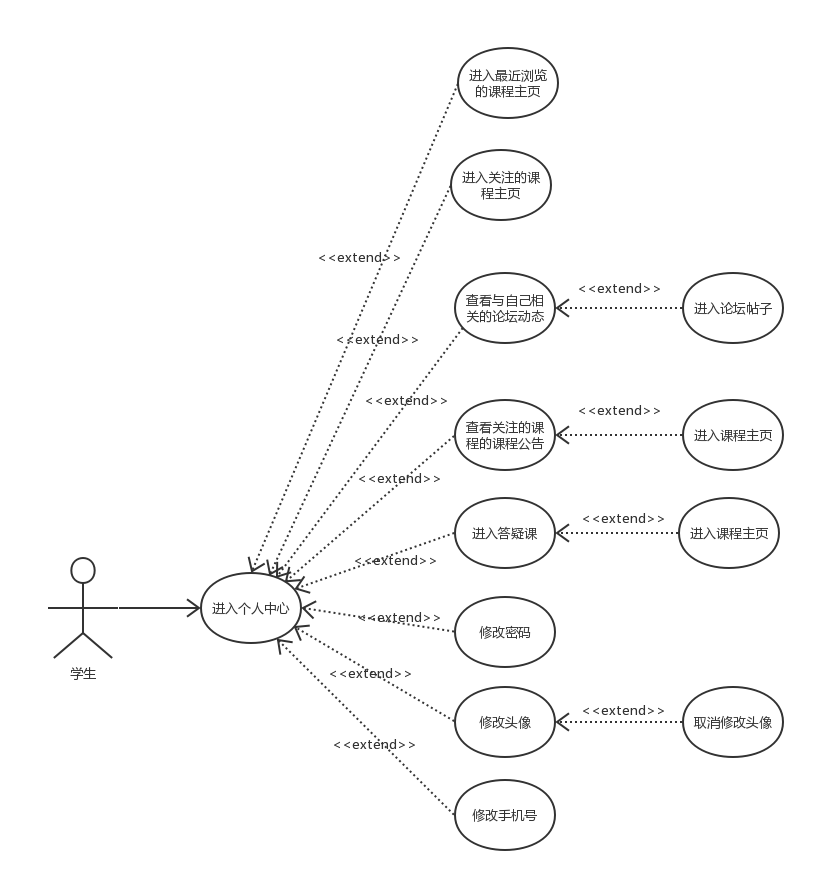 进入最近浏览
的课程主页
进入关注的课
程主页
<<extend>>
查看与自己相
关的论坛动态
<<extend>>
进入论坛帖子
<<extend>>
<<extend>>
查看关注的课
程的课程公告
<<extend>>
进入课程主页
<<extend>>
进入答疑课
<<extend>>
进入课程主页
<<extend>>
学生
进入个人中心
<<extend>>
修改密码
<<extend>>
修改头像
<<extend>>
取消修改头像
<<extend>>
修改手机号